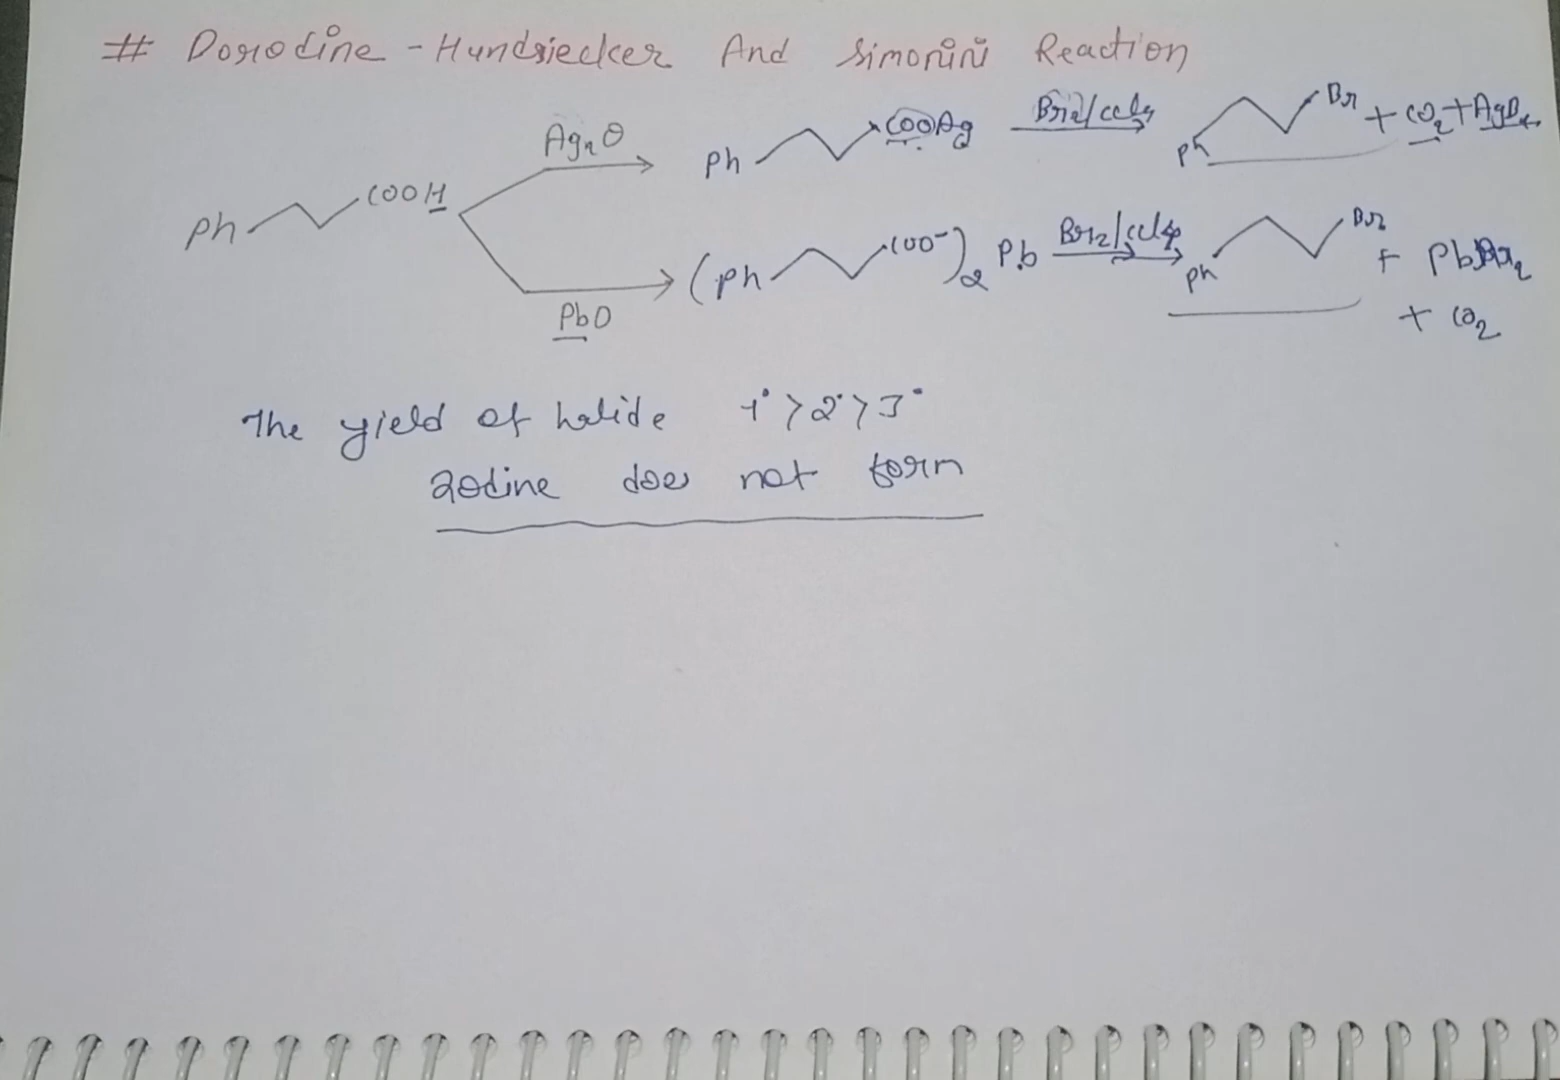 # Borodine - Hundsiecker And Simonini Reaction
Ag2O
Ph COOAg
Br2/ccl4
Ph Br + CO2 + AgBr
Ph COOH
(Ph COO-)2 Pb
Br2/ccl4
Ph Br + PbBr2
PbO
+ CO2
The yield of halide 1° > 2° > 3°
Iodine does not form